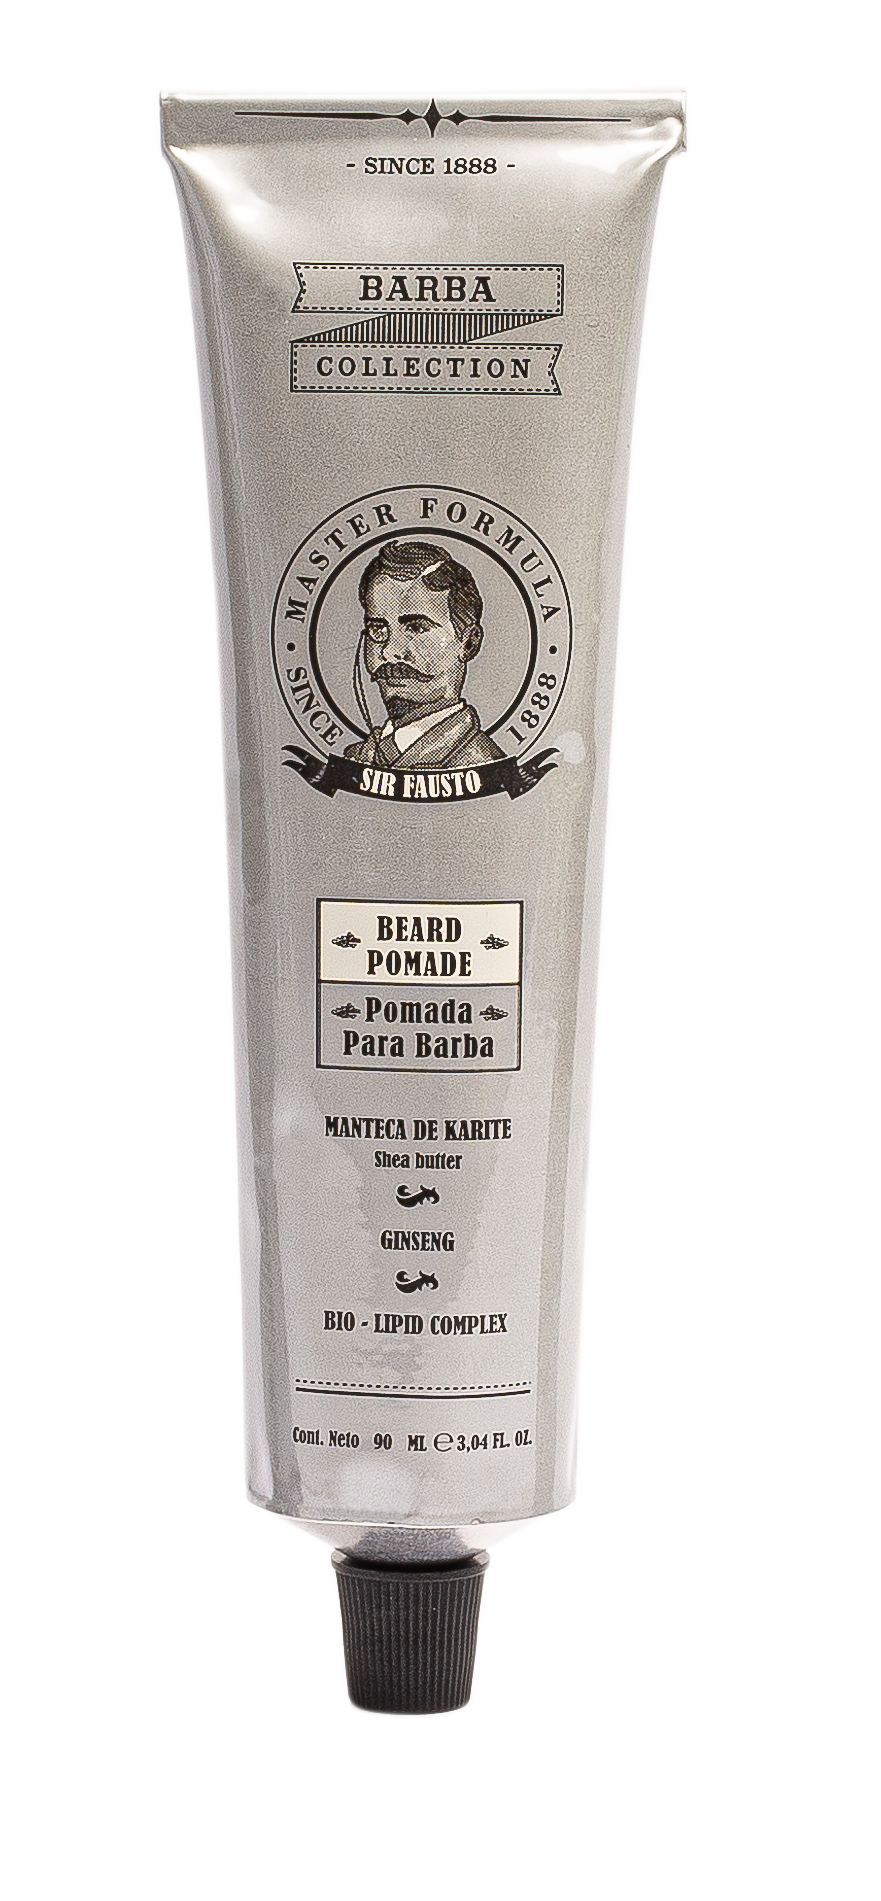 - SINCE 1888 -
BARBA
COLLECTION
• MASTER FORMULA •
SINCE 1888
SIR FAUSTO
BEARD
POMADE
Pomada
Para Barba
MANTECA DE KARITE
Shea butter
GINSENG
BIO - LIPID COMPLEX
Cont. Neto 90 ML ℮ 3,04 FL. OZ.